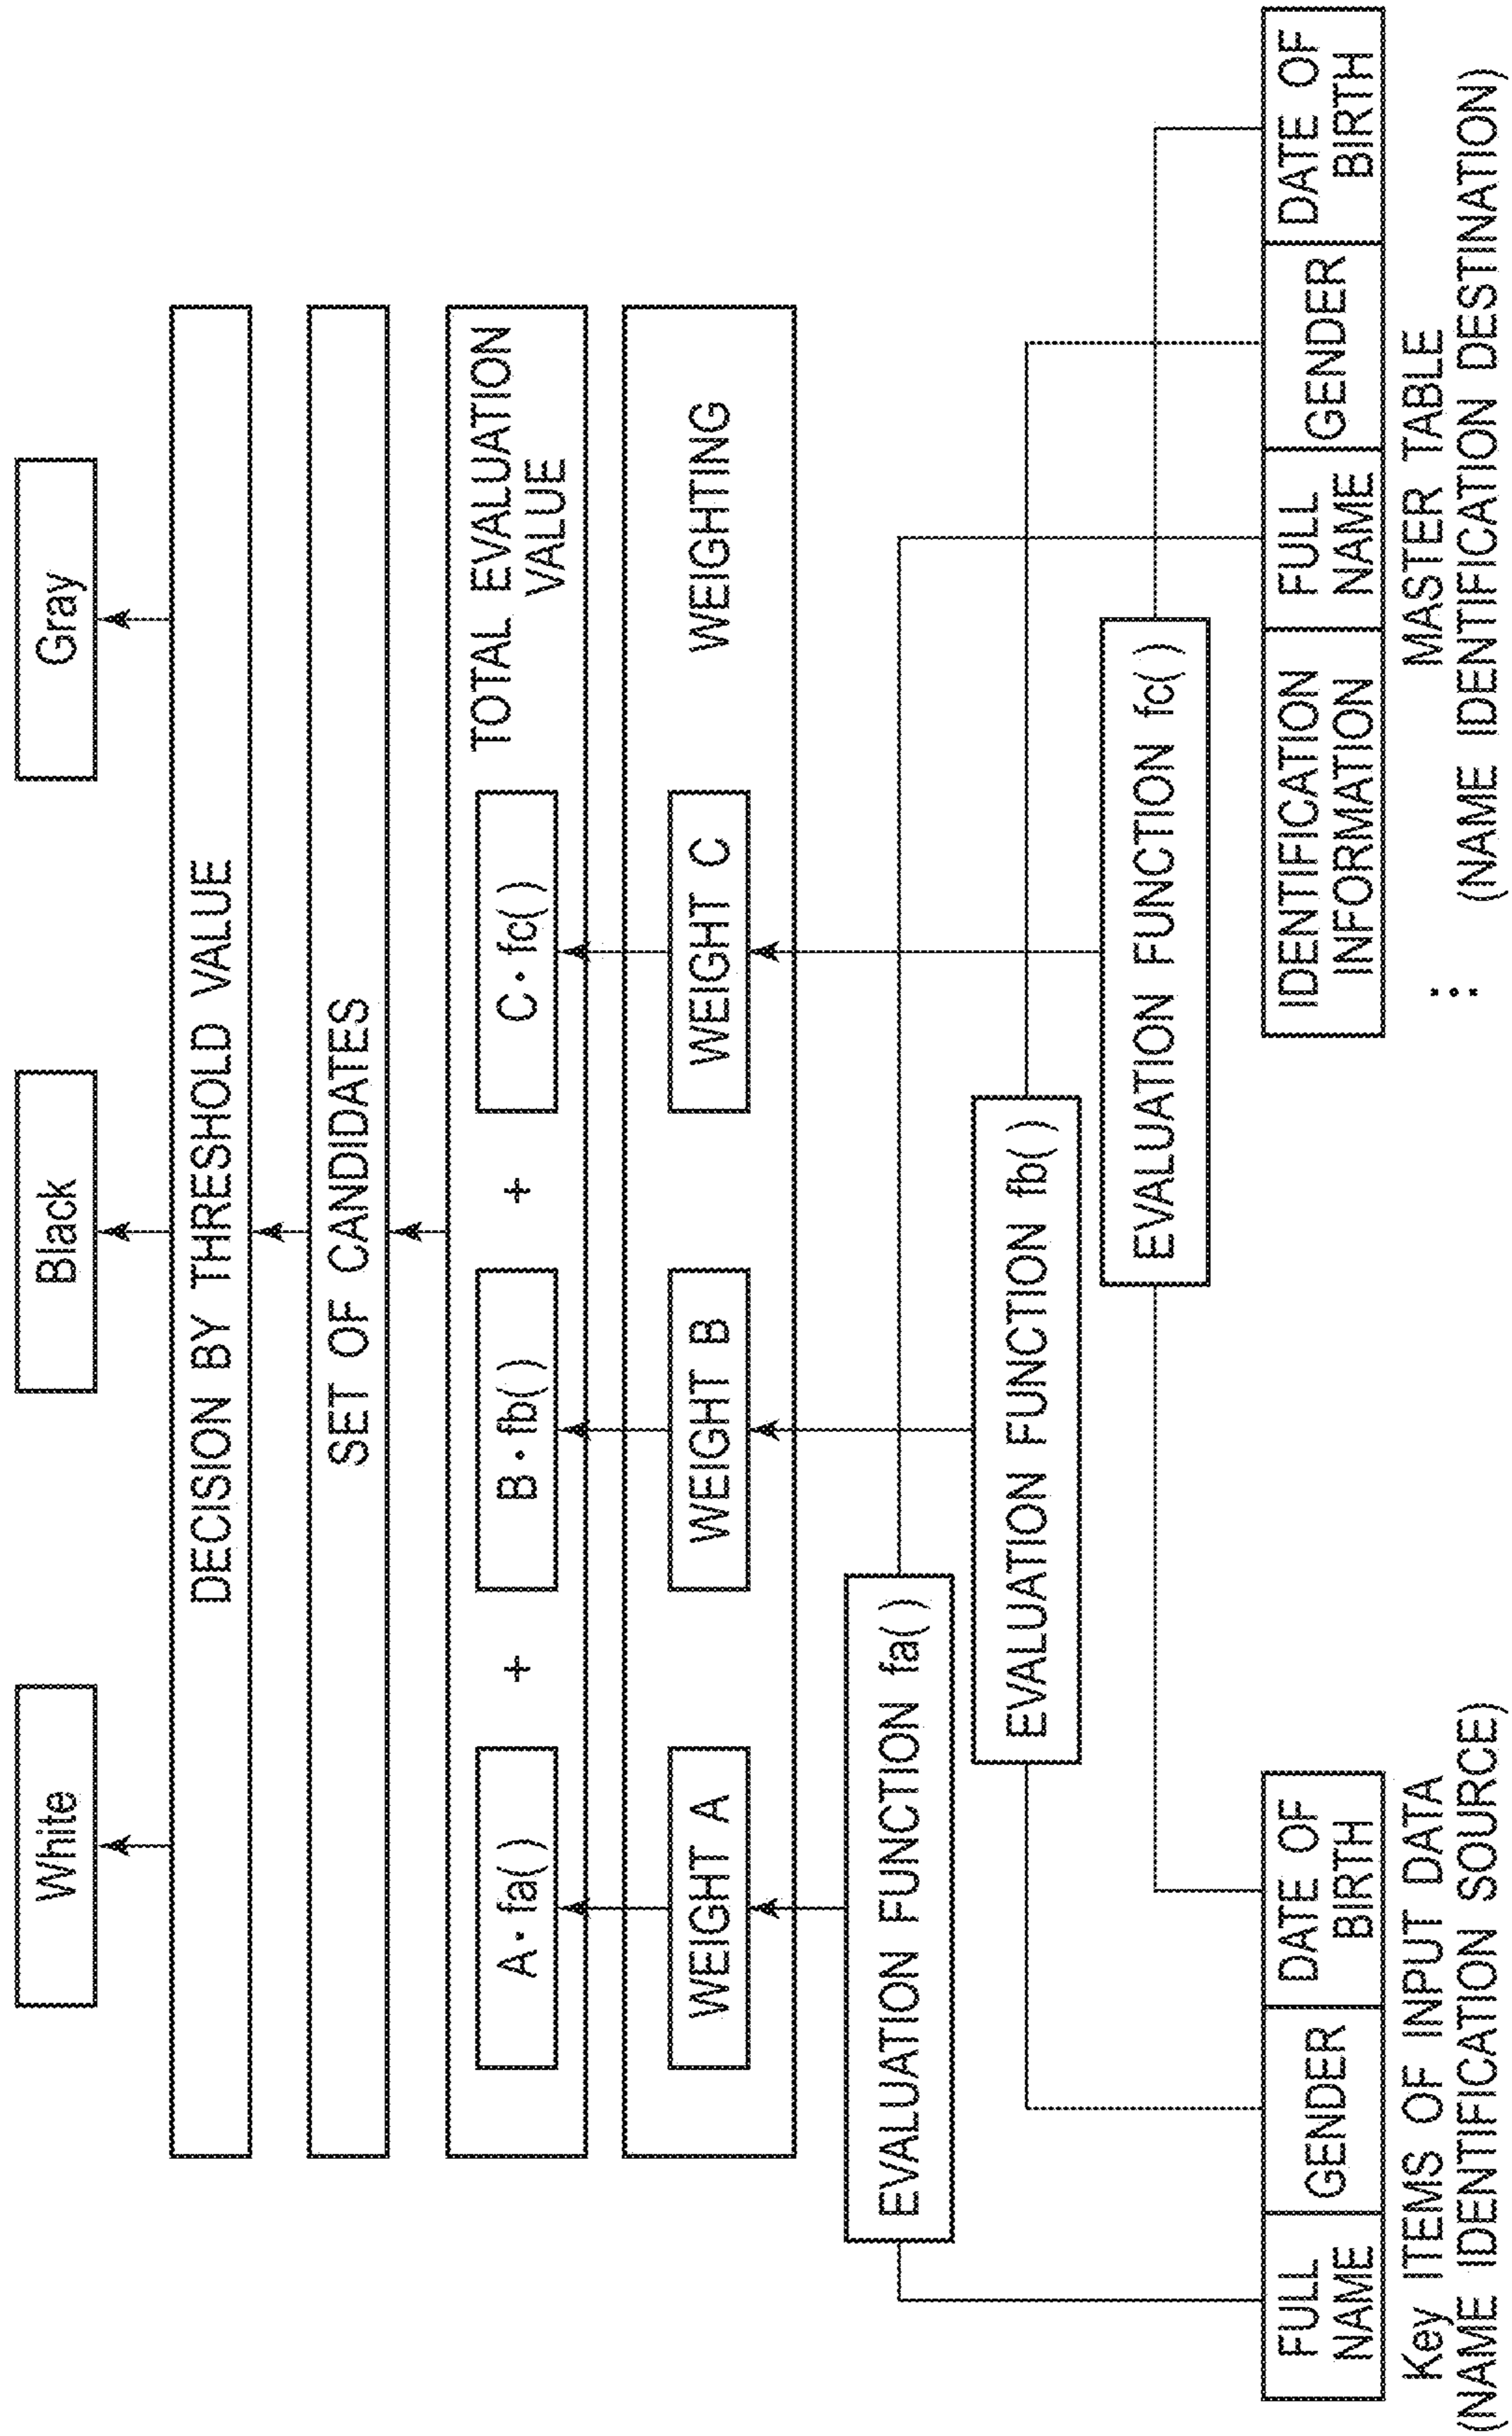 White
Black
Gray
DECISION BY THRESHOLD VALUE
SET OF CANDIDATES
A・fa( )
+
B・fb( )
+
C・fc( )
TOTAL EVALUATION
VALUE
WEIGHT A
WEIGHT B
WEIGHT C
WEIGHTING
EVALUATION FUNCTION fa( )
EVALUATION FUNCTION fb( )
EVALUATION FUNCTION fc( )
FULL
NAME
GENDER
DATE OF
BIRTH
Key ITEMS OF INPUT DATA
(NAME IDENTIFICATION SOURCE)
IDENTIFICATION
INFORMATION
FULL
NAME
GENDER
DATE OF
BIRTH
MASTER TABLE
(NAME IDENTIFICATION DESTINATION)